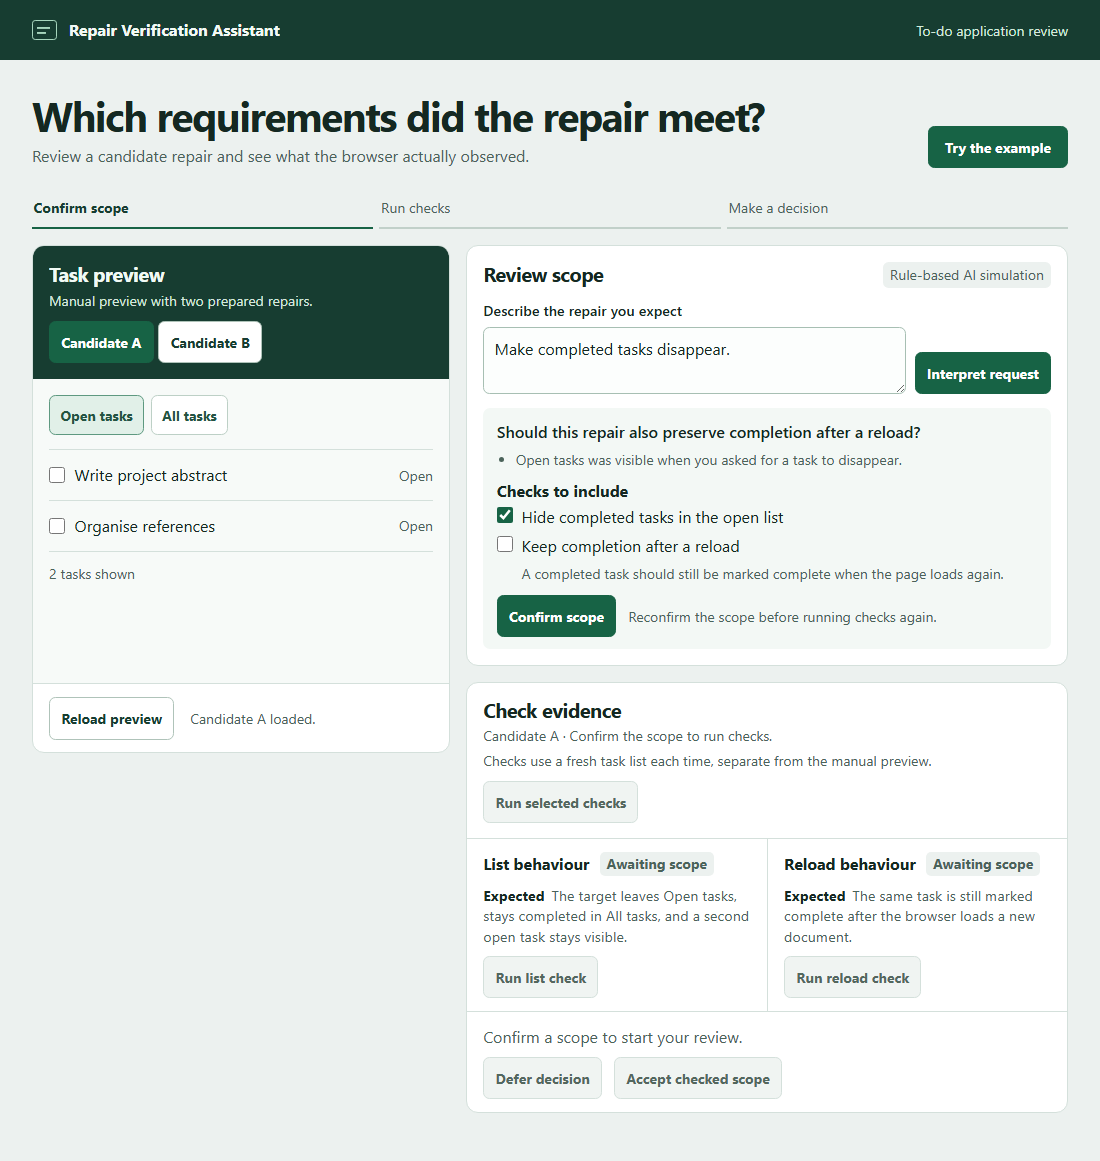 Repair Verification Assistant
To-do application review
Which requirements did the repair meet?
Review a candidate repair and see what the browser actually observed.
Try the example
Confirm scope
Run checks
Make a decision
Task preview
Manual preview with two prepared repairs.
Candidate A
Candidate B
Open tasks
All tasks
Write project abstract
Open
Organise references
Open
2 tasks shown
Reload preview
Candidate A loaded.
Review scope
Rule-based AI simulation
Describe the repair you expect
Make completed tasks disappear.
Interpret request
Should this repair also preserve completion after a reload?
• Open tasks was visible when you asked for a task to disappear.
Checks to include
Hide completed tasks in the open list
Keep completion after a reload
A completed task should still be marked complete when the page loads again.
Confirm scope
Reconfirm the scope before running checks again.
Check evidence
Candidate A · Confirm the scope to run checks.
Checks use a fresh task list each time, separate from the manual preview.
Run selected checks
List behaviour
Awaiting scope
Expected The target leaves Open tasks,
stays completed in All tasks, and a second
open task stays visible.
Run list check
Reload behaviour
Awaiting scope
Expected The same task is still marked
complete after the browser loads a new
document.
Run reload check
Confirm a scope to start your review.
Defer decision
Accept checked scope